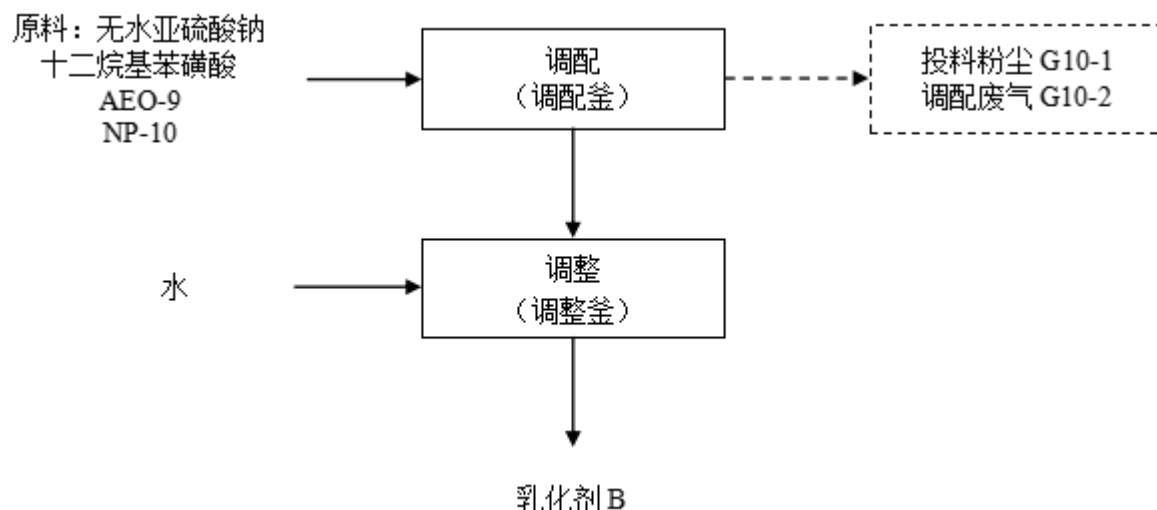 原料：无水亚硫酸钠
十二烷基苯磺酸
AEO-9
NP-10
调配
（调配釜）
投料粉尘 G10-1
调配废气 G10-2
水
调整
（调整釜）
乳化剂 B